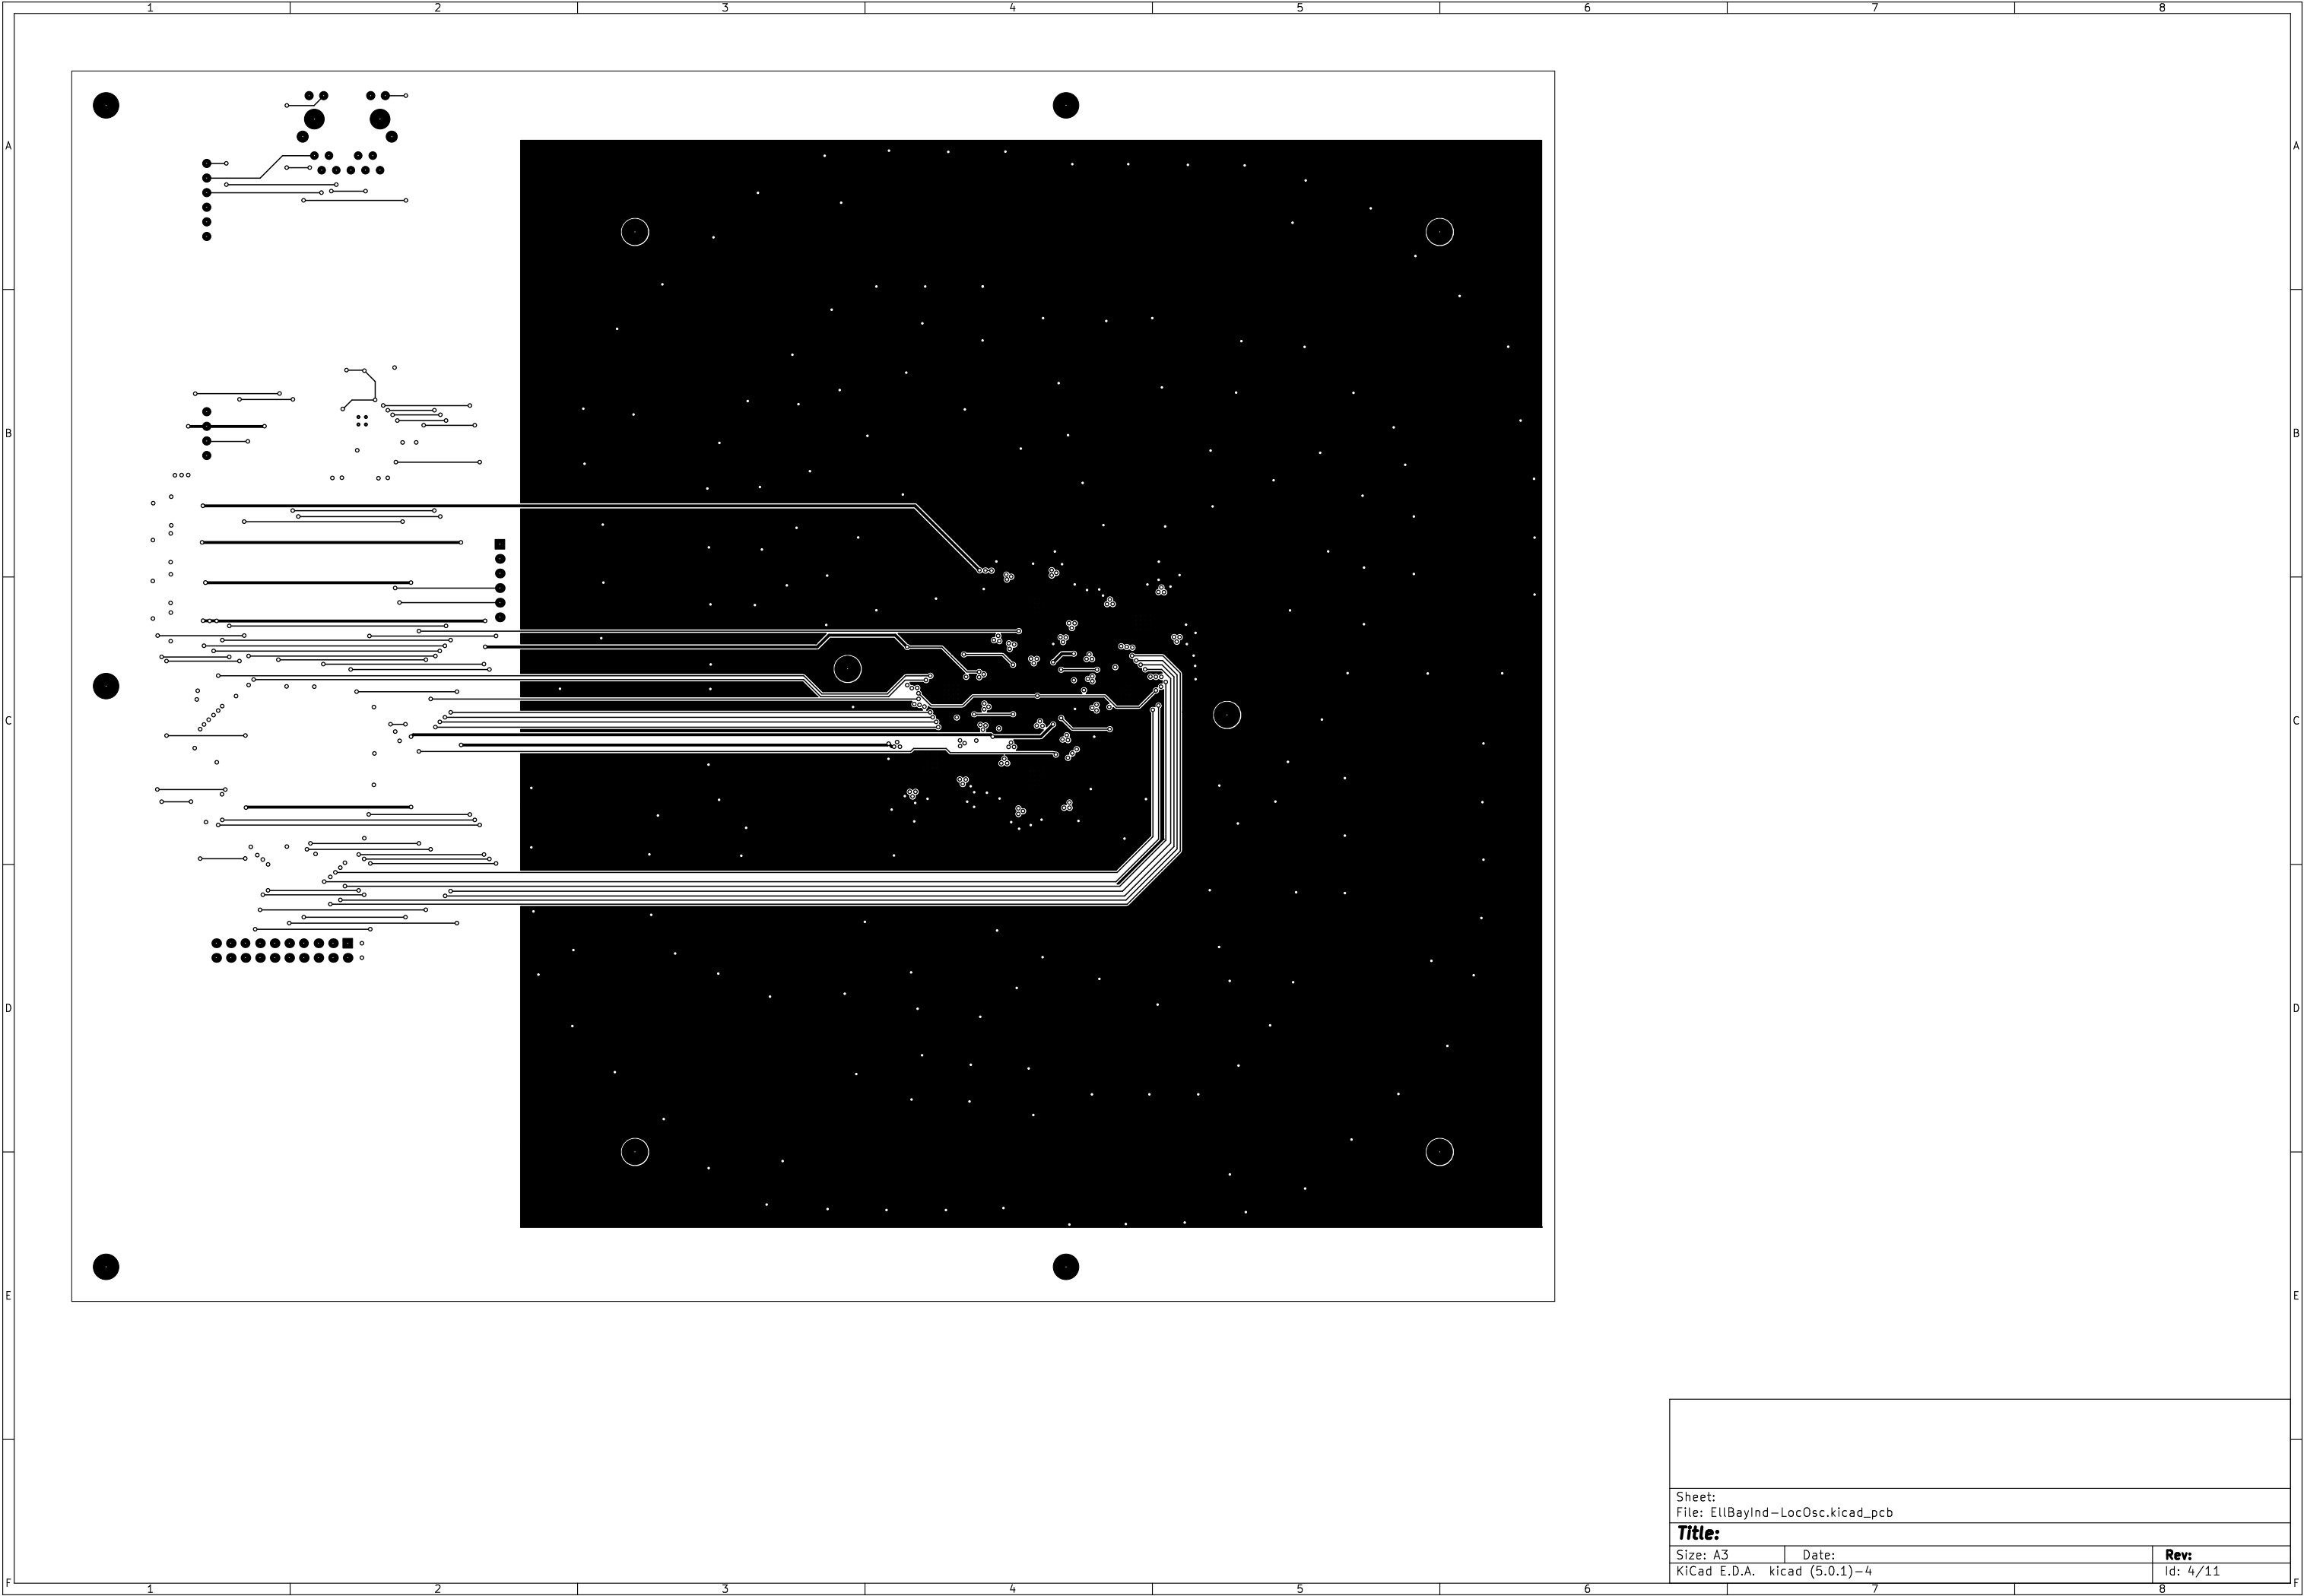 1 2 3 4 5 6 7 8
A A
B B
C C
D D
E E
Sheet:
File: EllBayInd-LocOsc.kicad_pcb
Title:
Size: A3 Date: Rev:
KiCad E.D.A. kicad (5.0.1)-4 Id: 4/11
F F
1 2 3 4 5 6 7 8